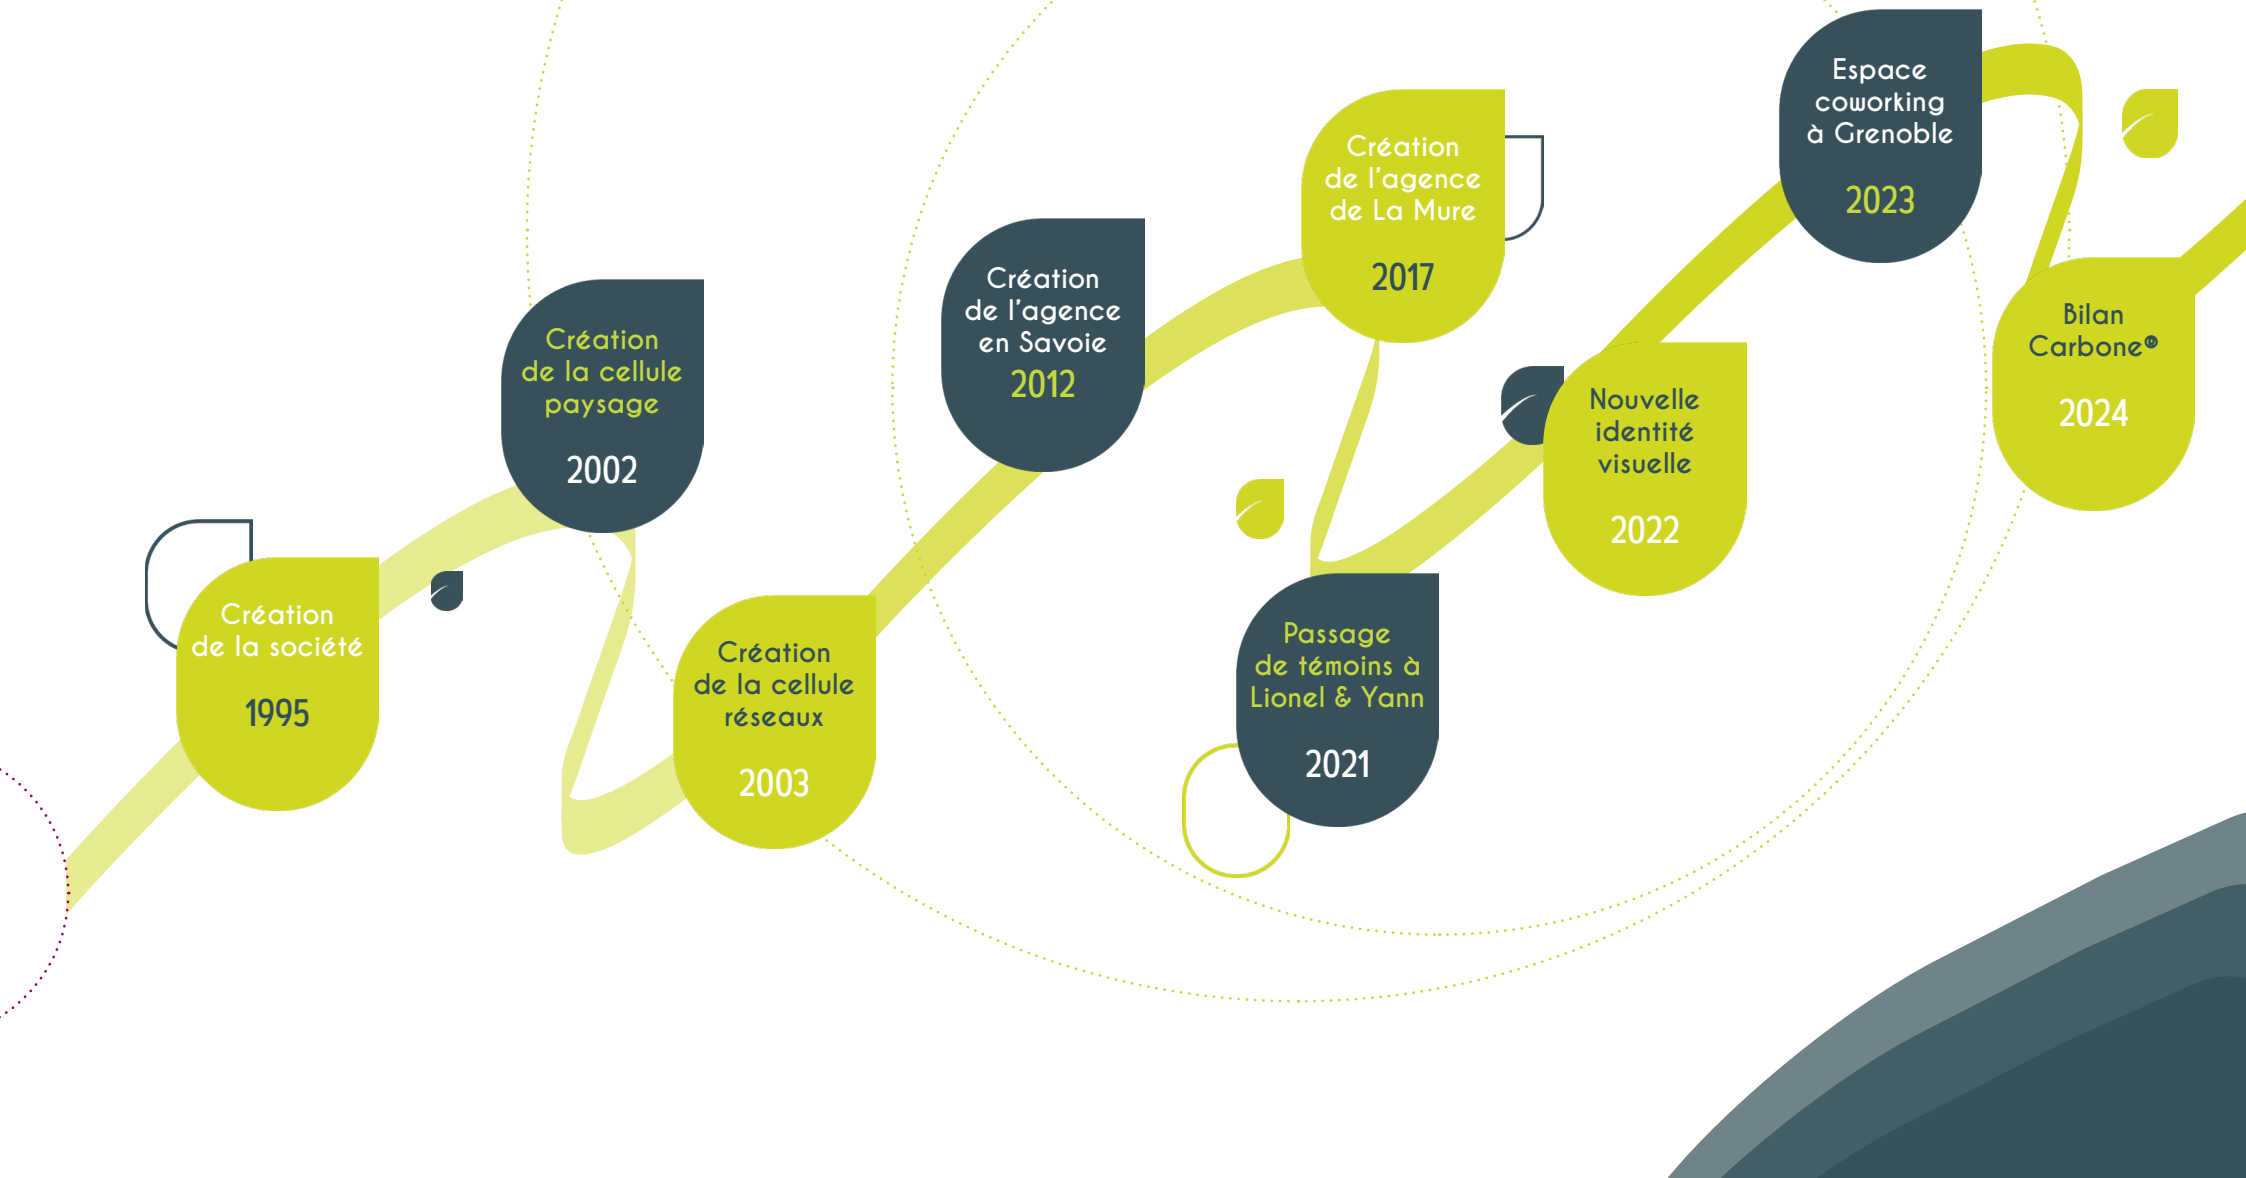 Création
de la société
1995
Création
de la cellule
paysage
2002
Création
de la cellule
réseaux
2003
Création
de l'agence
en Savoie
2012
Création
de l'agence
de La Mure
2017
Passage
de témoins à
Lionel & Yann
2021
Nouvelle
identité
visuelle
2022
Espace
coworking
à Grenoble
2023
Bilan
Carbone®
2024